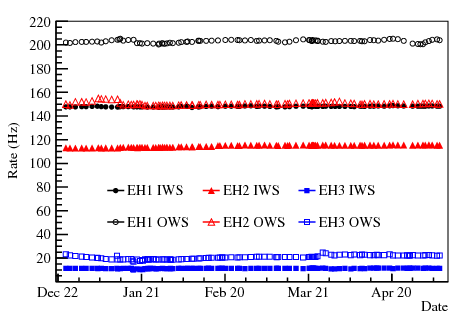 220
200
180
160
140
120
100
80
60
40
20
Rate (Hz)
EH1 IWS EH2 IWS EH3 IWS
EH1 OWS EH2 OWS EH3 OWS
Dec 22 Jan 21 Feb 20 Mar 21 Apr 20
Date